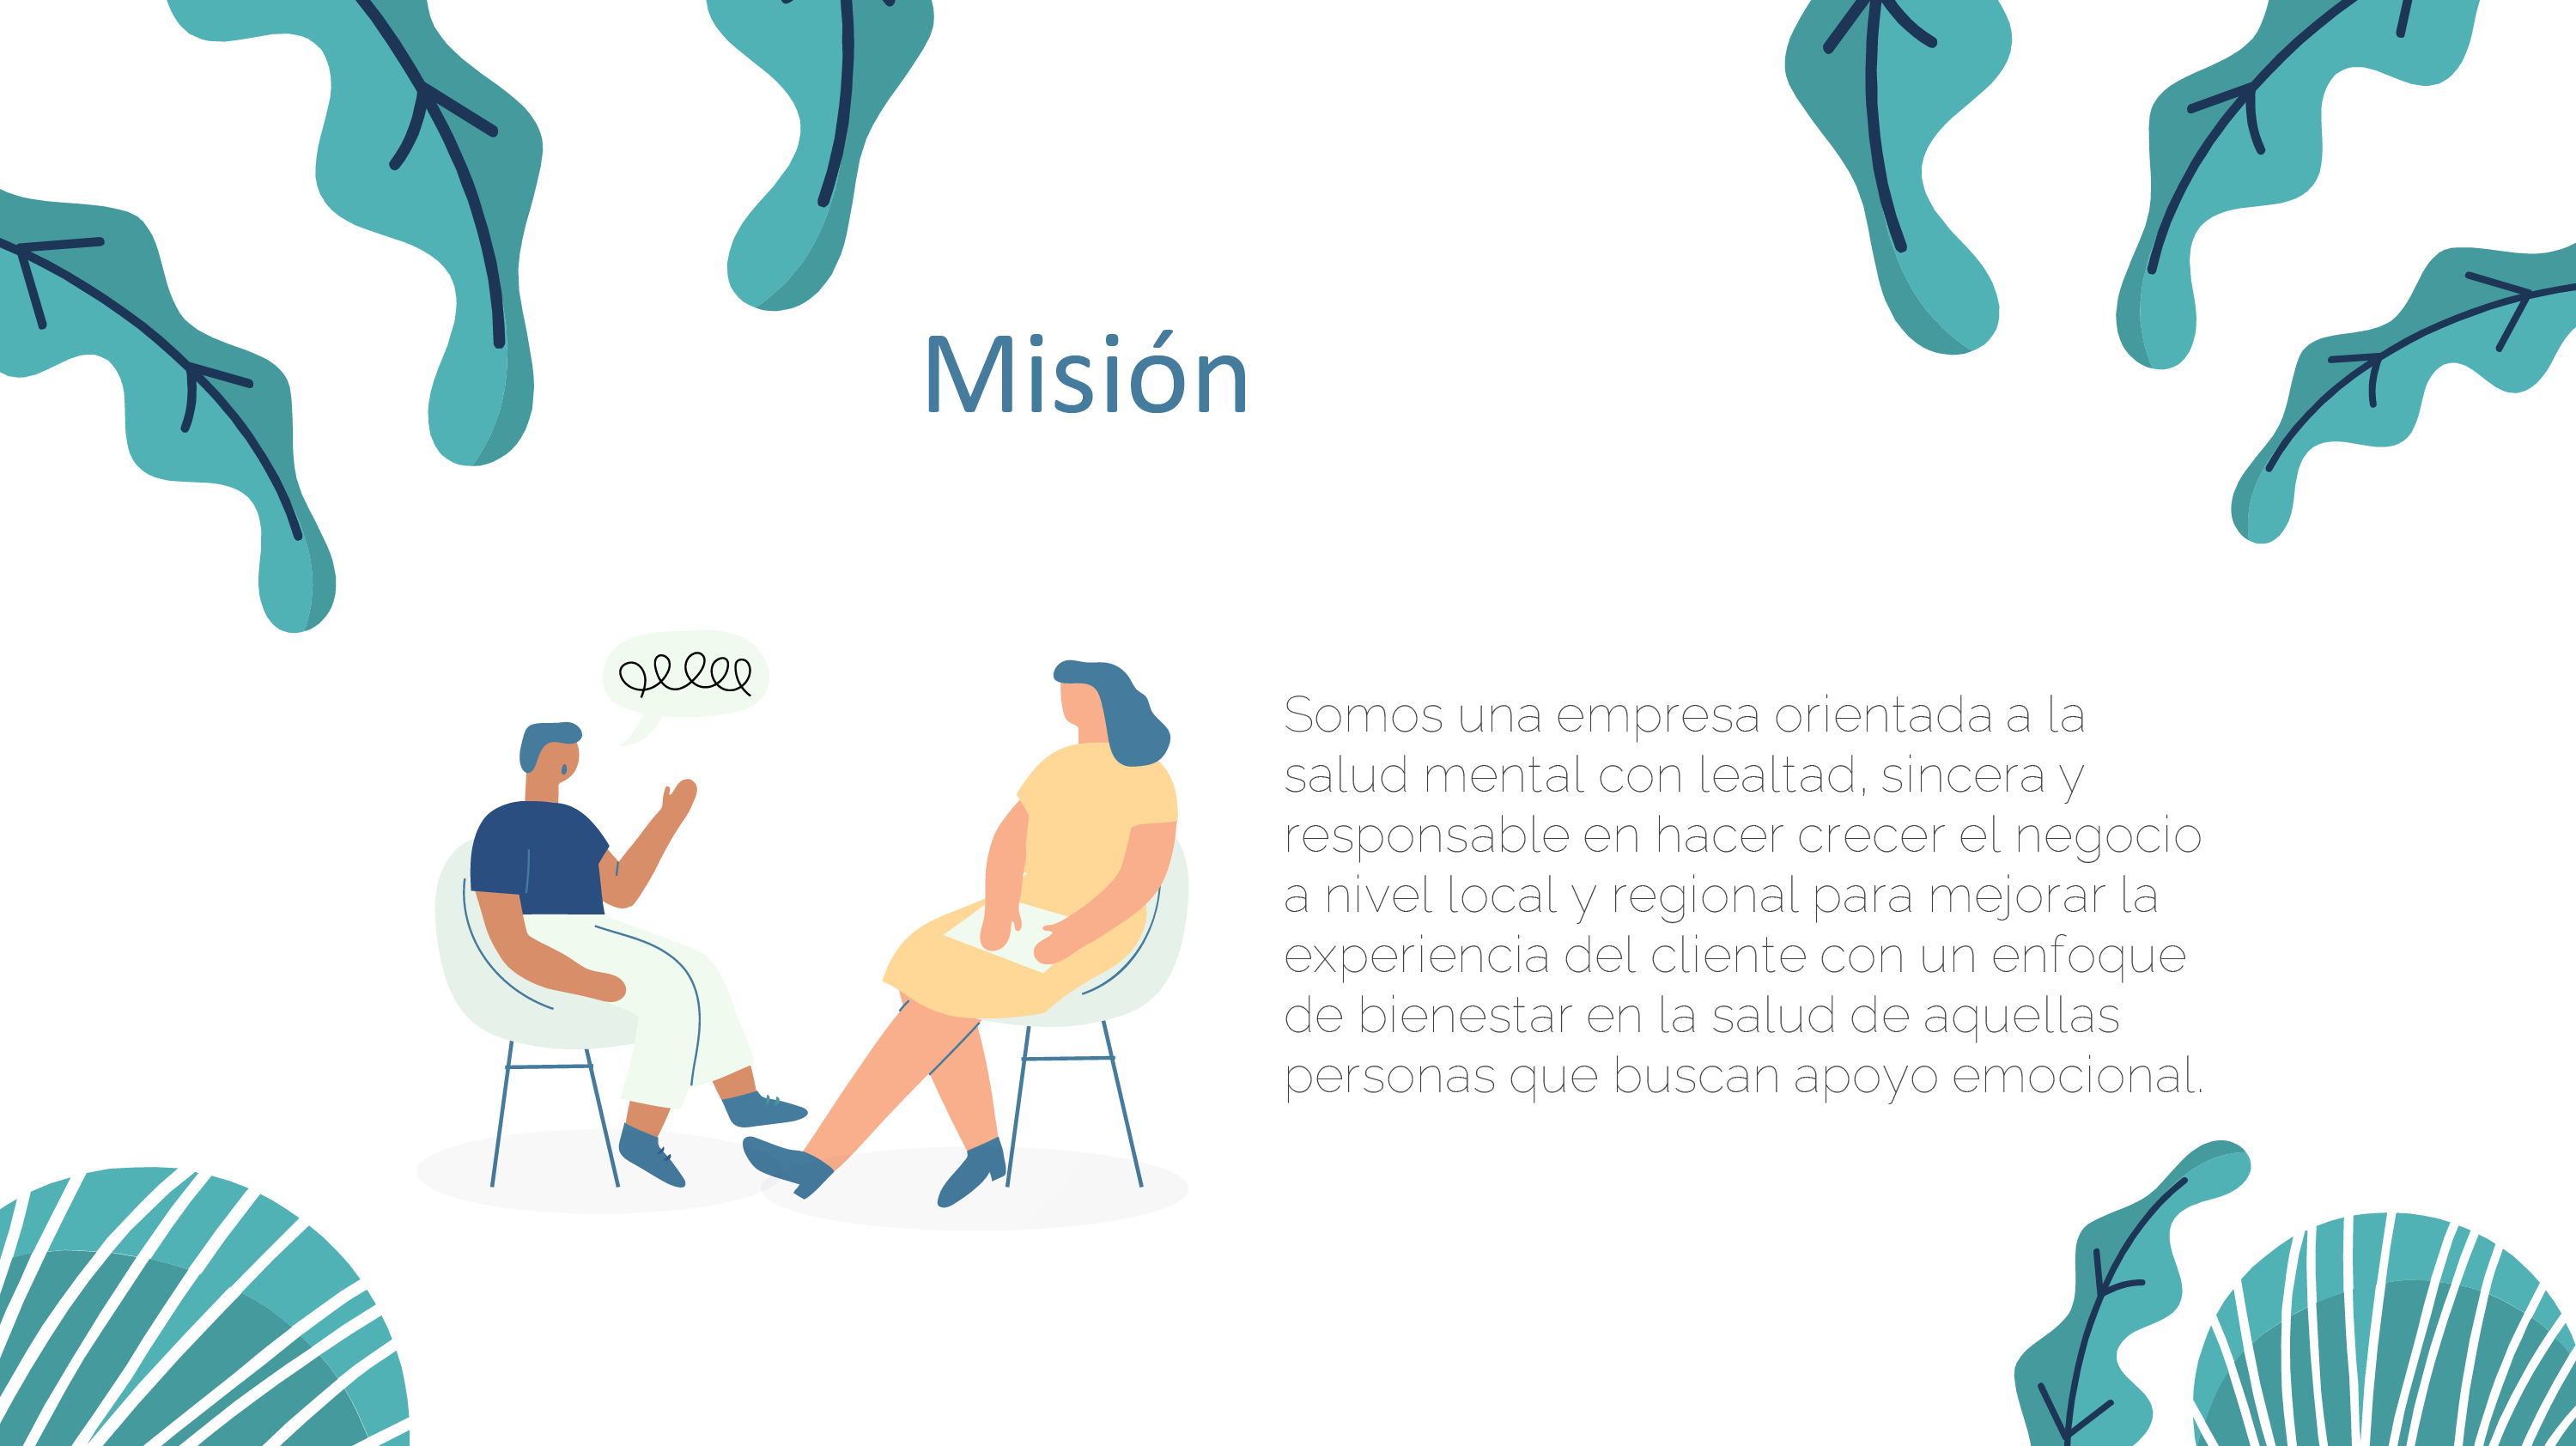 Misión
Somos una empresa orientada a la
salud mental con lealtad, sincera y
responsable en hacer crecer el negocio
a nivel local y regional para mejorar la
experiencia del cliente con un enfoque
de bienestar en la salud de aquellas
personas que buscan apoyo emocional.